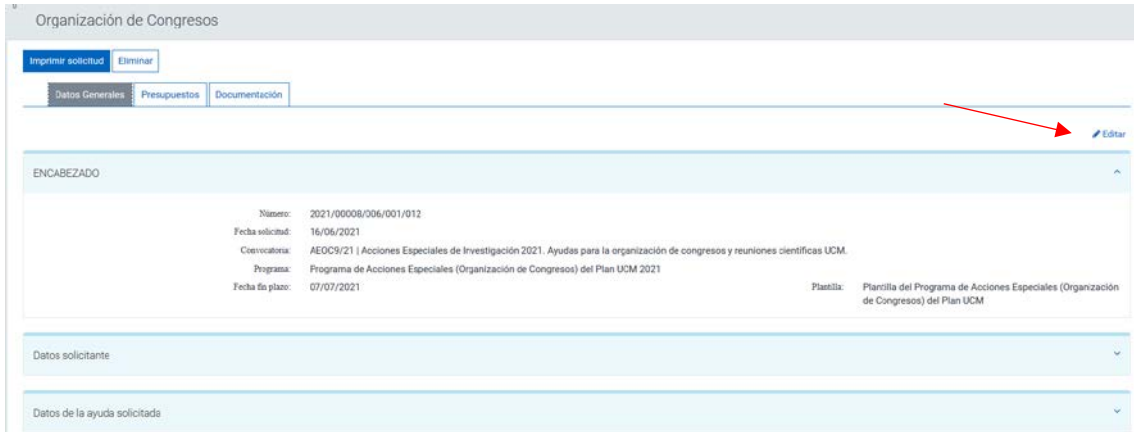 Organización de Congresos
Imprimir solicitud Eliminar
Datos Generales Presupuestos Documentación
Editar
ENCABEZADO
Número: 2021/00008/006/001/012
Fecha solicitud: 16/06/2021
Convocatoria: AEOC9/21 | Acciones Especiales de Investigación 2021. Ayudas para la organización de congresos y reuniones científicas UCM.
Programa: Programa de Acciones Especiales (Organización de Congresos) del Plan UCM 2021
Fecha fin plazo: 07/07/2021 Plantilla: Plantilla del Programa de Acciones Especiales (Organización
de Congresos) del Plan UCM
Datos solicitante
Datos de la ayuda solicitada